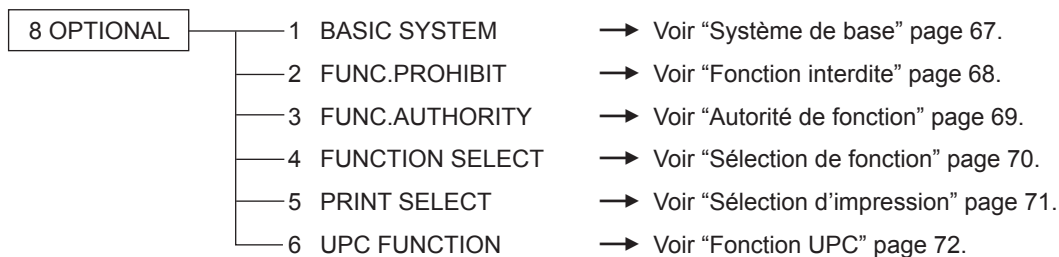 8 OPTIONAL 1 BASIC SYSTEM Voir “Système de base” page 67.
2 FUNC.PROHIBIT Voir “Fonction interdite” page 68.
3 FUNC.AUTHORITY Voir “Autorité de fonction” page 69.
4 FUNCTION SELECT Voir “Sélection de fonction” page 70.
5 PRINT SELECT Voir “Sélection d’impression” page 71.
6 UPC FUNCTION Voir “Fonction UPC” page 72.